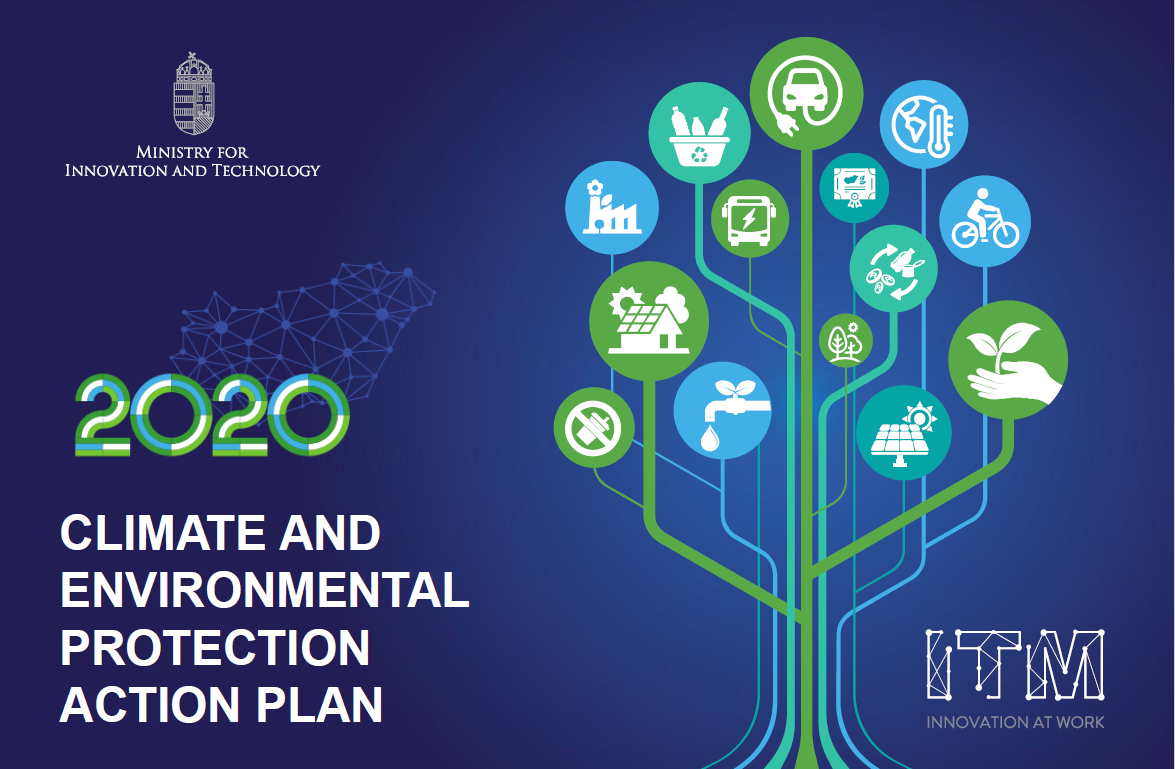 MINISTRY FOR
INNOVATION AND TECHNOLOGY
2020
CLIMATE AND
ENVIRONMENTAL
PROTECTION
ACTION PLAN
ITM
INNOVATION AT WORK